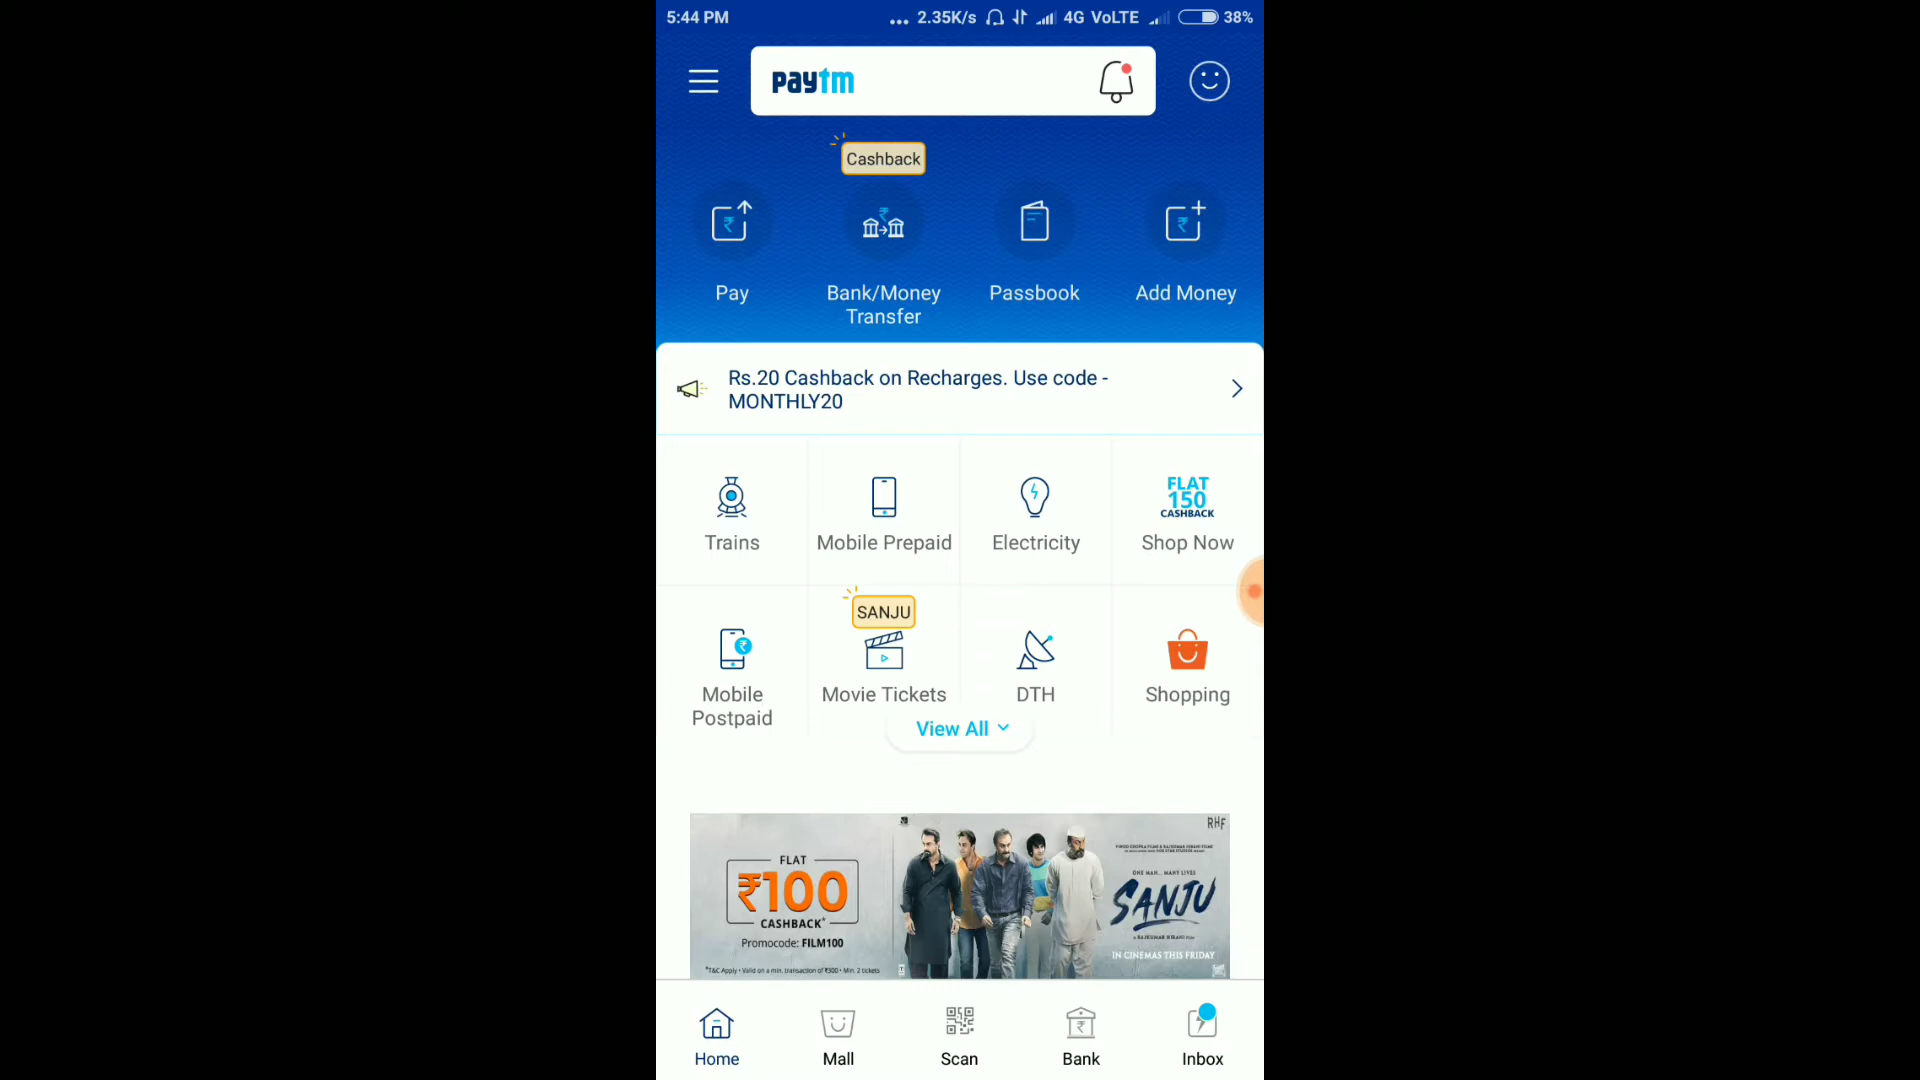 5:44 PM
... 2.35K/s 4G VoLTE 38%
paytm
Cashback
Pay
Bank/Money
Transfer
Passbook
Add Money
Rs.20 Cashback on Recharges. Use code -
MONTHLY20
Trains
Mobile Prepaid
Electricity
FLAT
150
CASHBACK
Shop Now
SANJU
Mobile
Postpaid
Movie Tickets
DTH
Shopping
View All
FLAT
₹100
CASHBACK*
Promocode: FILM100
*T&C Apply • Valid on a min. transaction of ₹300 • Min. 2 tickets
RHF
ONE MAN... MANY LIVES
SANJU
A RAJKUMAR HIRANI FILM
IN CINEMAS THIS FRIDAY
Home
Mall
Scan
Bank
Inbox